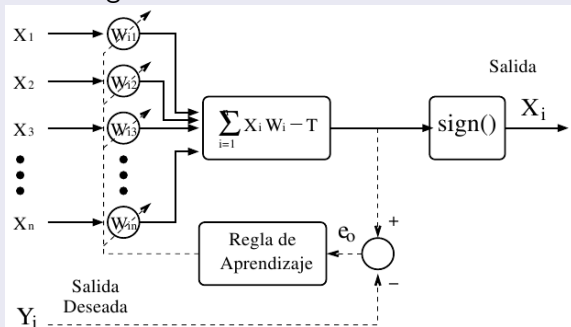 X1
Wi1
X2
Wi2
X3
Wi3
Xn
Win
∑ i=1 Xi Wi – T
Salida
sign()
Xi
+
–
eo
Regla de
Aprendizaje
Salida
Deseada
Yi